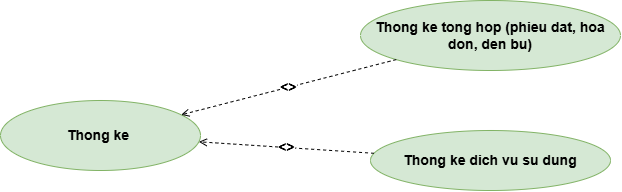 Thong ke tong hop (phieu dat, hoa
don, den bu)
<>
Thong ke
<>
Thong ke dich vu su dung